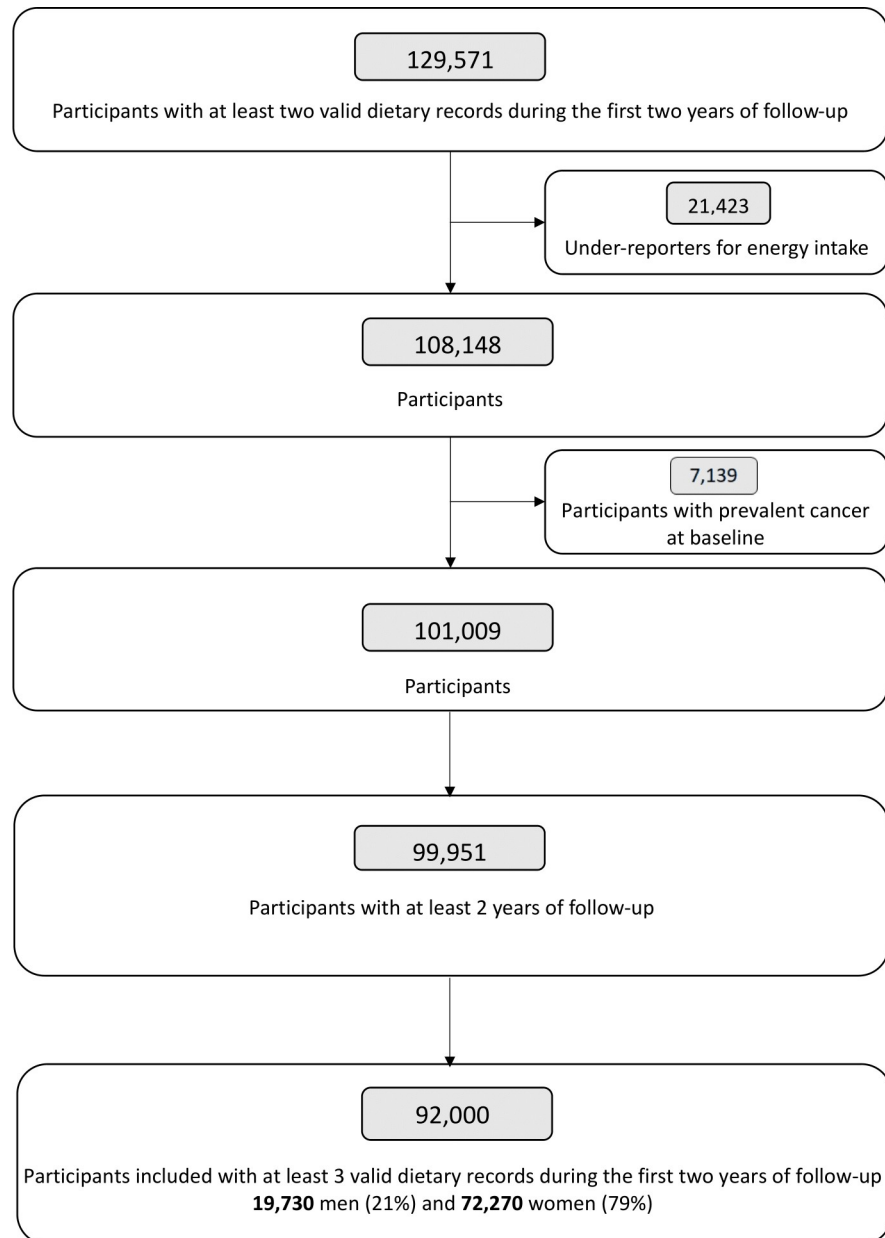 129,571
Participants with at least two valid dietary records during the first two years of follow-up
21,423
Under-reporters for energy intake
108,148
Participants
7,139
Participants with prevalent cancer
at baseline
101,009
Participants
99,951
Participants with at least 2 years of follow-up
92,000
Participants included with at least 3 valid dietary records during the first two years of follow-up
19,730 men (21%) and 72,270 women (79%)